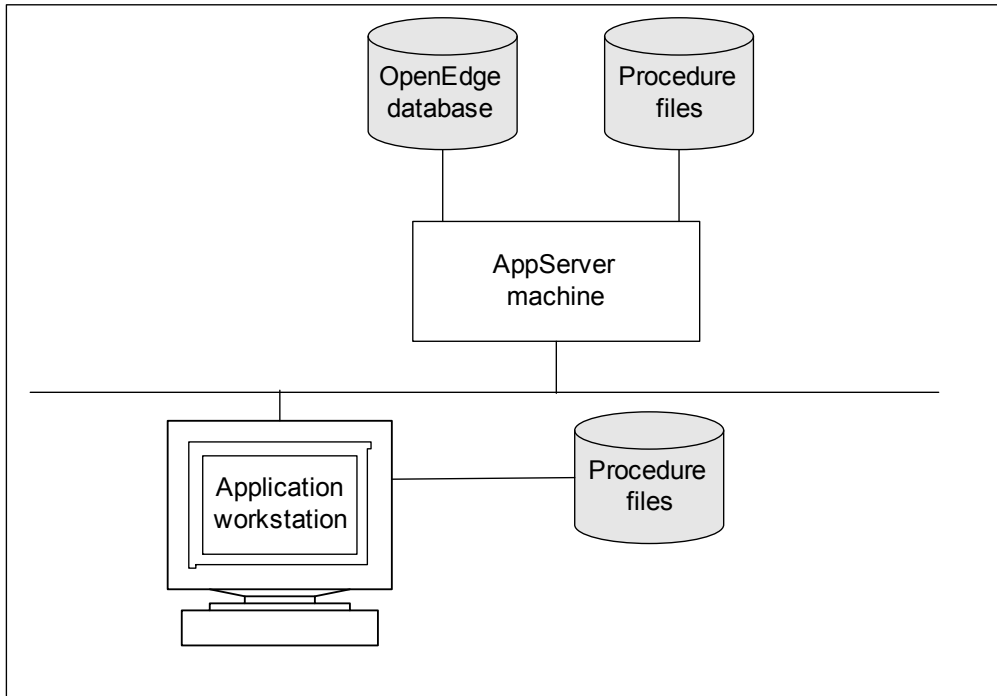 OpenEdge
database
Procedure
files
AppServer
machine
Application
workstation
Procedure
files